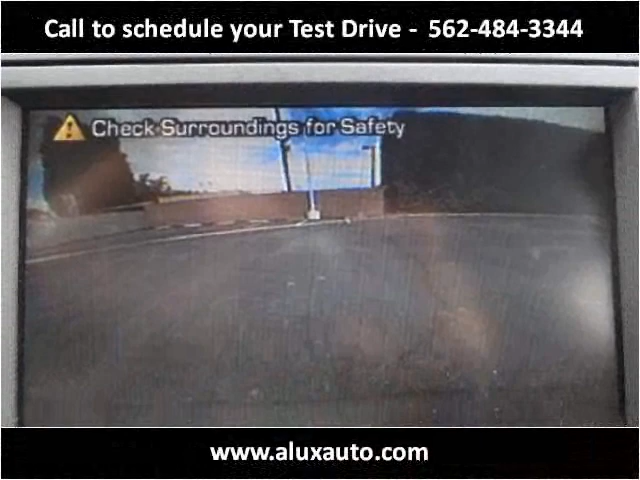 Call to schedule your Test Drive - 562-484-3344
Check Surroundings for Safety
www.aluxauto.com